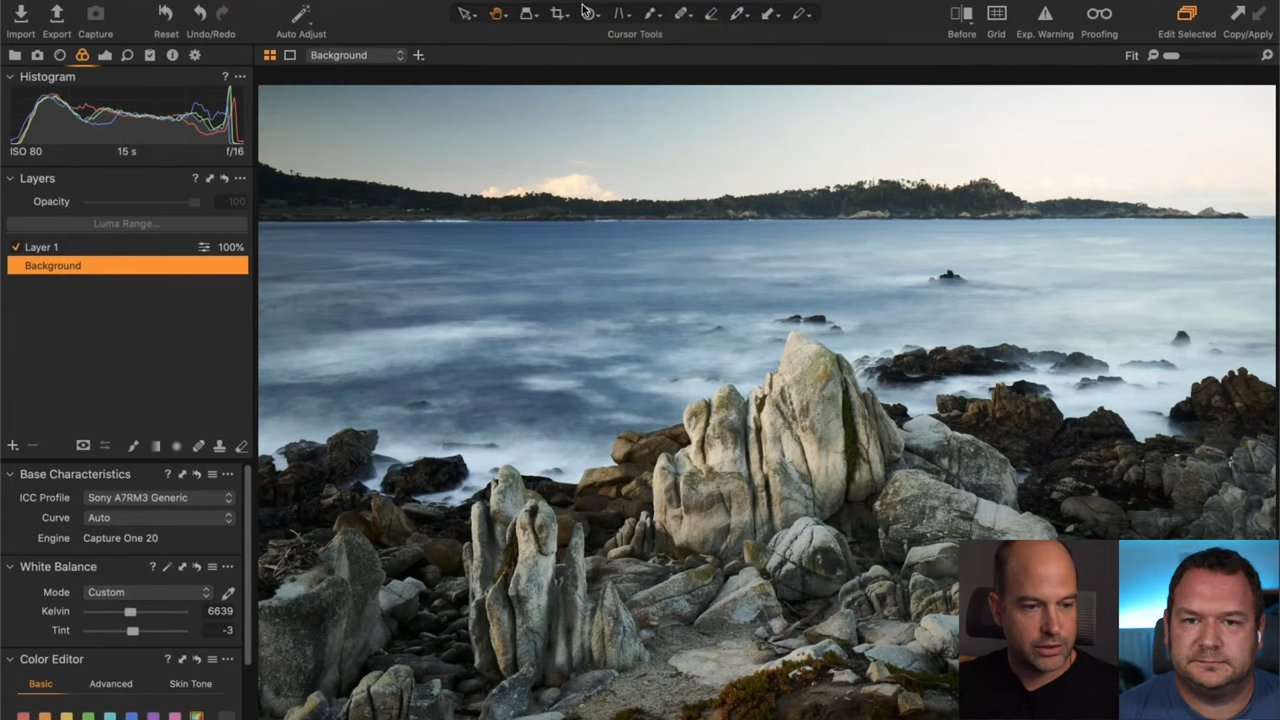 Import Export Capture Reset Undo/Redo Auto Adjust Cursor Tools Before Grid Exp. Warning Proofing Edit Selected Copy/Apply
Background
Fit
Histogram
ISO 80 15 s f/16
Layers
Opacity 100
Luma Range...
Layer 1 100%
Background
Base Characteristics
ICC Profile Sony A7RM3 Generic
Curve Auto
Engine Capture One 20
White Balance
Mode Custom
Kelvin 6639
Tint -3
Color Editor
Basic Advanced Skin Tone